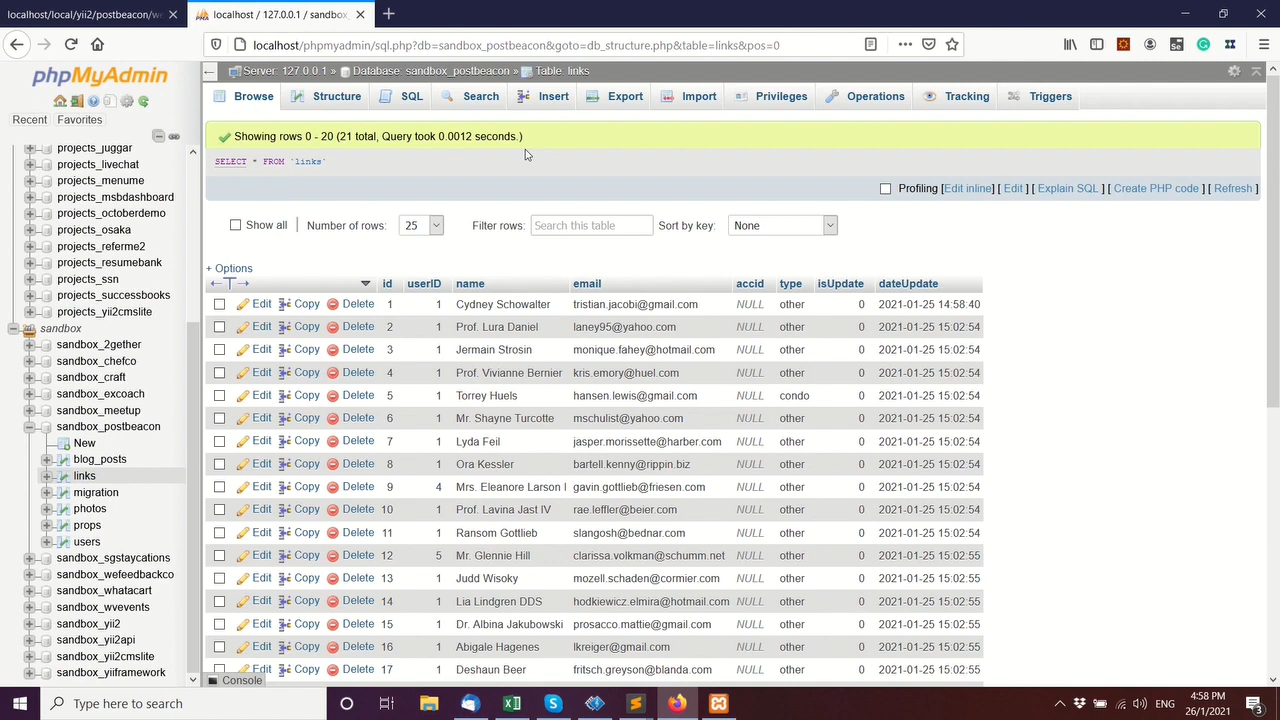 localhost/local/yii2/postbeacon/we
localhost / 127.0.0.1 / sandbox_
localhost/phpmyadmin/sql.php?db=sandbox_postbeacon&goto=db_structure.php&table=links&pos=0
phpMyAdmin
Recent Favorites
projects_juggar
projects_livechat
projects_menume
projects_msbdashboard
projects_octoberdemo
projects_osaka
projects_referme2
projects_resumebank
projects_ssn
projects_successbooks
projects_yii2cmslite
sandbox
sandbox_2gether
sandbox_chefco
sandbox_craft
sandbox_excoach
sandbox_meetup
sandbox_postbeacon
New
blog_posts
links
migration
photos
props
users
sandbox_sgstaycations
sandbox_wefeedbackco
sandbox_whatacart
sandbox_wvevents
sandbox_yii2
sandbox_yii2api
sandbox_yii2cmslite
sandbox_yiiframework
Server: 127.0.0.1 » Database: sandbox_postbeacon » Table: links
Browse Structure SQL Search Insert Export Import Privileges Operations Tracking Triggers
Showing rows 0 - 20 (21 total, Query took 0.0012 seconds.)
SELECT * FROM `links`
Profiling [Edit inline] [ Edit ] [ Explain SQL ] [ Create PHP code ] [ Refresh ]
Show all Number of rows: 25 Filter rows: Search this table Sort by key: None
+ Options
id userID name email accid type isUpdate dateUpdate
Edit Copy Delete 1 1 Cydney Schowalter tristian.jacobi@gmail.com NULL other 0 2021-01-25 14:58:40
Edit Copy Delete 2 1 Prof. Lura Daniel laney95@yahoo.com NULL other 0 2021-01-25 15:02:54
Edit Copy Delete 3 1 Jermain Strosin monique.fahey@hotmail.com NULL other 0 2021-01-25 15:02:54
Edit Copy Delete 4 1 Prof. Vivianne Bernier kris.emory@huel.com NULL other 0 2021-01-25 15:02:54
Edit Copy Delete 5 1 Torrey Huels hansen.lewis@gmail.com NULL condo 0 2021-01-25 15:02:54
Edit Copy Delete 6 1 Mr. Shayne Turcotte mschulist@yahoo.com NULL other 0 2021-01-25 15:02:54
Edit Copy Delete 7 1 Lyda Feil jasper.morissette@harber.com NULL other 0 2021-01-25 15:02:54
Edit Copy Delete 8 1 Ora Kessler bartell.kenny@rippin.biz NULL other 0 2021-01-25 15:02:54
Edit Copy Delete 9 4 Mrs. Eleanore Larson I gavin.gottlieb@friesen.com NULL other 0 2021-01-25 15:02:54
Edit Copy Delete 10 1 Prof. Lavina Jast IV rae.leffler@beier.com NULL other 0 2021-01-25 15:02:54
Edit Copy Delete 11 1 Ransom Gottlieb slangosh@bednar.com NULL other 0 2021-01-25 15:02:54
Edit Copy Delete 12 5 Mr. Glennie Hill clarissa.volkman@schumm.net NULL other 0 2021-01-25 15:02:55
Edit Copy Delete 13 1 Judd Wisoky mozell.schaden@cormier.com NULL other 0 2021-01-25 15:02:55
Edit Copy Delete 14 1 Lia Lindgren DDS hodkiewicz.elmira@hotmail.com NULL other 0 2021-01-25 15:02:55
Edit Copy Delete 15 1 Dr. Albina Jakubowski prosacco.mattie@gmail.com NULL other 0 2021-01-25 15:02:55
Edit Copy Delete 16 1 Abigale Hagenes lkreiger@gmail.com NULL other 0 2021-01-25 15:02:55
Edit Copy Delete 17 1 Deshaun Beer fritsch.greyson@blanda.com NULL other 0 2021-01-25 15:02:55
Console
Type here to search
ENG
4:58 PM
26/1/2021
3